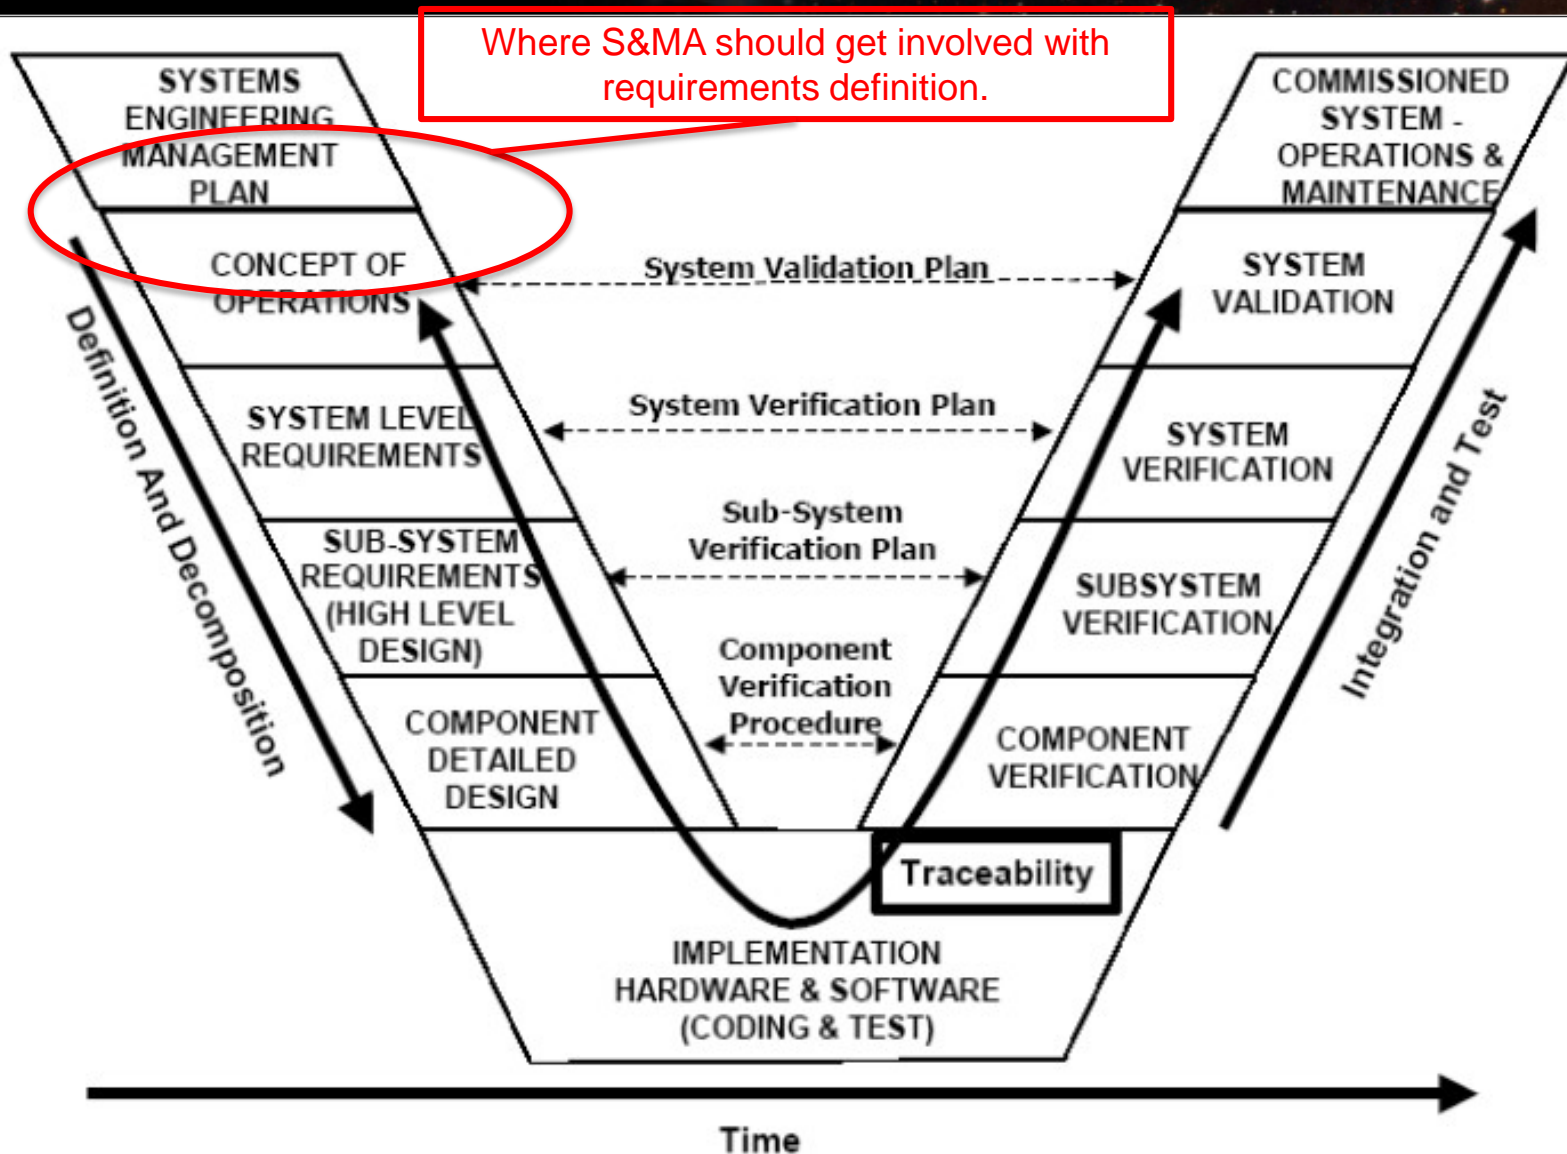 Where S&MA should get involved with
requirements definition.
SYSTEMS
ENGINEERING
MANAGEMENT
PLAN
CONCEPT OF
OPERATIONS
SYSTEM LEVEL
REQUIREMENTS
SUB-SYSTEM
REQUIREMENTS
(HIGH LEVEL
DESIGN)
COMPONENT
DETAILED
DESIGN
Definition And Decomposition
System Validation Plan
System Verification Plan
Sub-System
Verification Plan
Component
Verification
Procedure
COMMISSIONED
SYSTEM -
OPERATIONS &
MAINTENANCE
SYSTEM
VALIDATION
SYSTEM
VERIFICATION
SUBSYSTEM
VERIFICATION
COMPONENT
VERIFICATION
Integration and Test
Traceability
IMPLEMENTATION
HARDWARE & SOFTWARE
(CODING & TEST)
Time